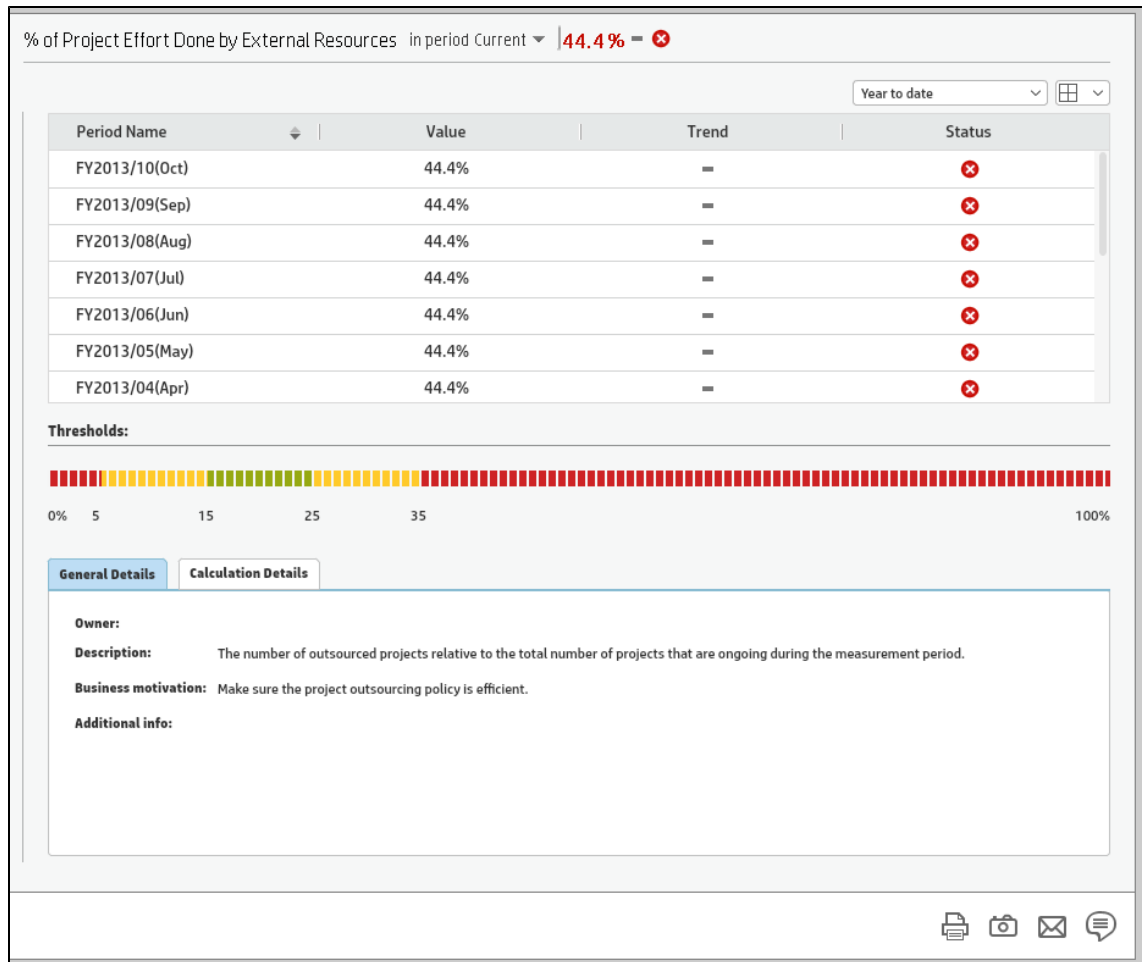 % of Project Effort Done by External Resources in period Current 44.4%
Year to date
Period Name Value Trend Status
FY2013/10(Oct) 44.4%
FY2013/09(Sep) 44.4%
FY2013/08(Aug) 44.4%
FY2013/07(Jul) 44.4%
FY2013/06(Jun) 44.4%
FY2013/05(May) 44.4%
FY2013/04(Apr) 44.4%
Thresholds:
0% 5 15 25 35 100%
General Details Calculation Details
Owner:
Description: The number of outsourced projects relative to the total number of projects that are ongoing during the measurement period.
Business motivation: Make sure the project outsourcing policy is efficient.
Additional info: